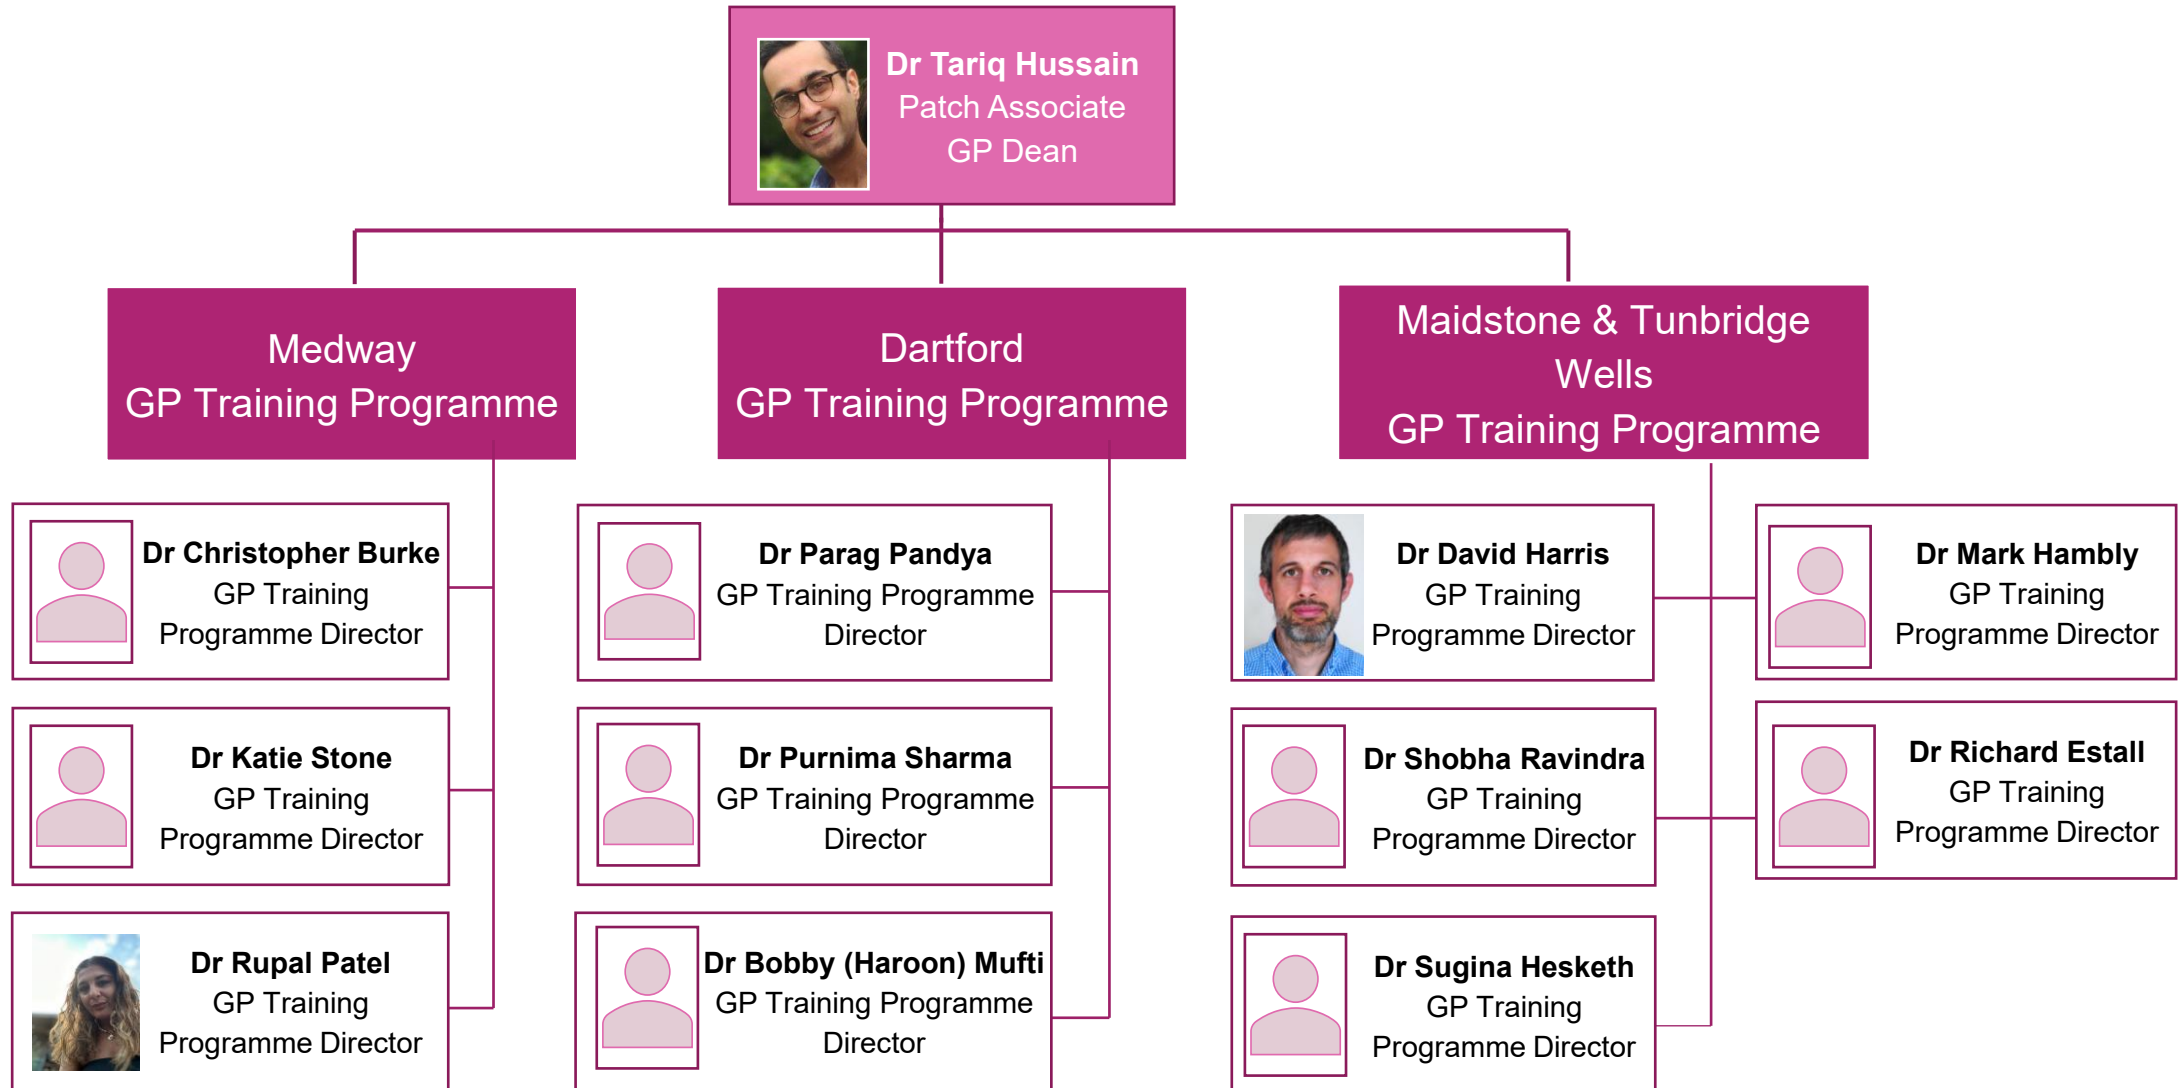 Dr Tariq Hussain
Patch Associate
GP Dean
Medway
GP Training Programme
Dr Christopher Burke
GP Training
Programme Director
Dr Katie Stone
GP Training
Programme Director
Dr Rupal Patel
GP Training
Programme Director
Dartford
GP Training Programme
Dr Parag Pandya
GP Training Programme
Director
Dr Purnima Sharma
GP Training Programme
Director
Dr Bobby (Haroon) Mufti
GP Training Programme
Director
Maidstone & Tunbridge
Wells
GP Training Programme
Dr David Harris
GP Training
Programme Director
Dr Mark Hambly
GP Training
Programme Director
Dr Shobha Ravindra
GP Training
Programme Director
Dr Richard Estall
GP Training
Programme Director
Dr Sugina Hesketh
GP Training
Programme Director